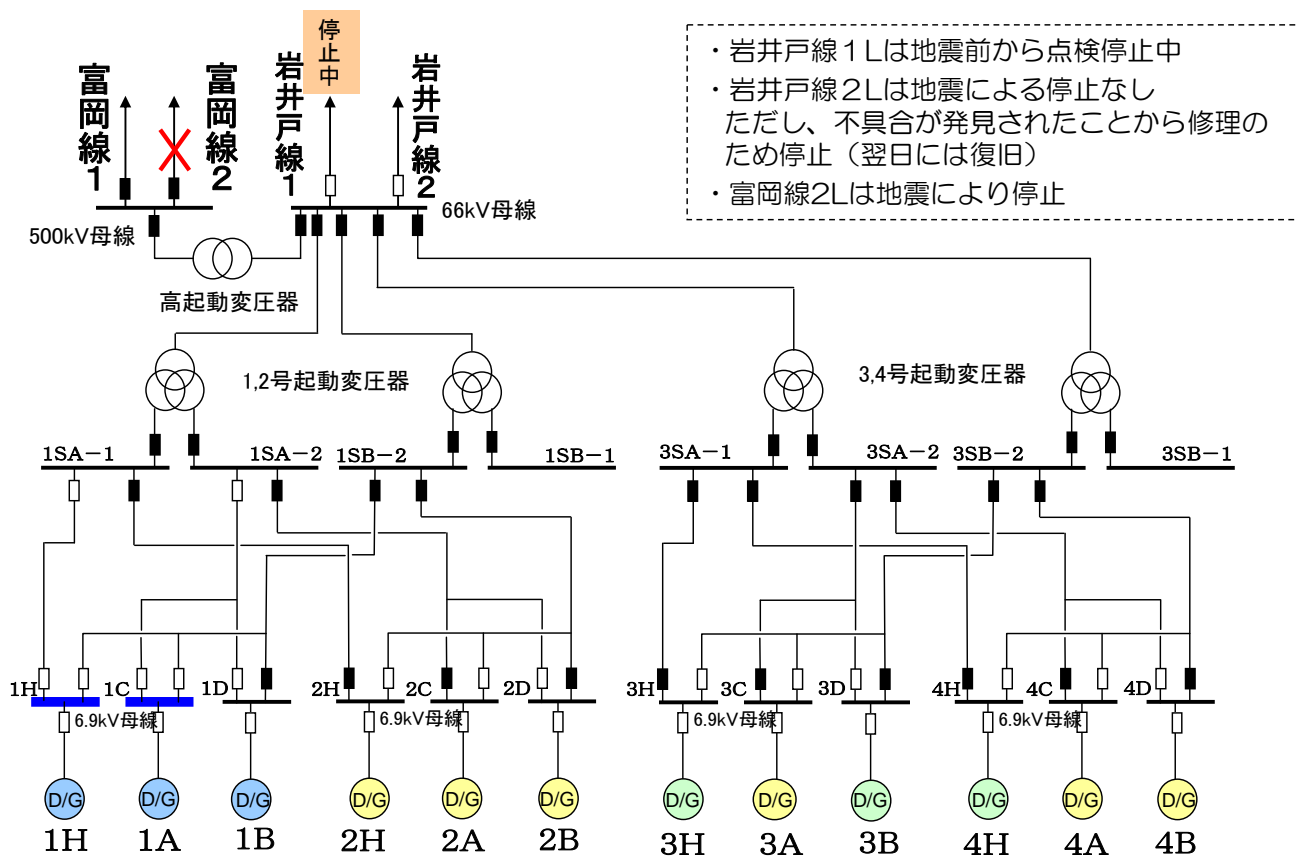 停止中
富岡線1
富岡線2
岩井戸線1
岩井戸線2
・岩井戸線１Lは地震前から点検停止中
・岩井戸線２Lは地震による停止なし
ただし、不具合が発見されたことから修理の
ため停止（翌日には復旧）
・富岡線2Lは地震により停止
500kV母線
66kV母線
高起動変圧器
1,2号起動変圧器
3,4号起動変圧器
1SA−1
1SA−2
1SB−2
1SB−1
3SA−1
3SA−2
3SB−2
3SB−1
1H
1C
1D
2H
2C
2D
3H
3C
3D
4H
4C
4D
6.9kV母線
6.9kV母線
6.9kV母線
6.9kV母線
D/G
D/G
D/G
D/G
D/G
D/G
D/G
D/G
D/G
D/G
D/G
D/G
1H
1A
1B
2H
2A
2B
3H
3A
3B
4H
4A
4B